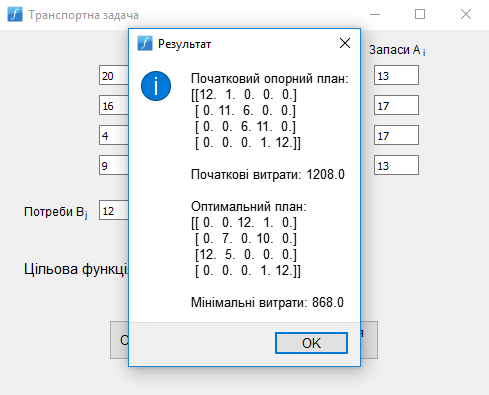 Транспортна задача
Результат
Запаси A i
20
13
16
17
4
17
9
13
Потреби Bj
12
Цільова функці
Початковий опорний план:
[[12. 1. 0. 0. 0.]
[ 0. 11. 6. 0. 0.]
[ 0. 0. 6. 11. 0.]
[ 0. 0. 0. 1. 12.]]
Початкові витрати: 1208.0
Оптимальний план:
[[ 0. 0. 12. 1. 0.]
[ 0. 7. 0. 10. 0.]
[12. 5. 0. 0. 0.]
[ 0. 0. 0. 1. 12.]]
Мінімальні витрати: 868.0
OK